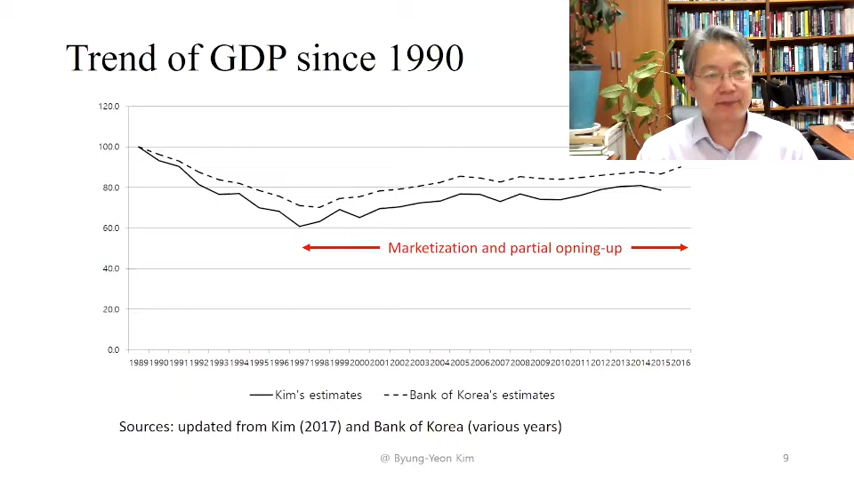 Trend of GDP since 1990
120.0
100.0
80.0
60.0
40.0
20.0
0.0
Marketization and partial opning-up
1989 1990 1991 1992 1993 1994 1995 1996 1997 1998 1999 2000 2001 2002 2003 2004 2005 2006 2007 2008 2009 2010 2011 2012 2013 2014 2015 2016
Kim's estimates Bank of Korea's estimates
Sources: updated from Kim (2017) and Bank of Korea (various years)
@ Byung-Yeon Kim 9